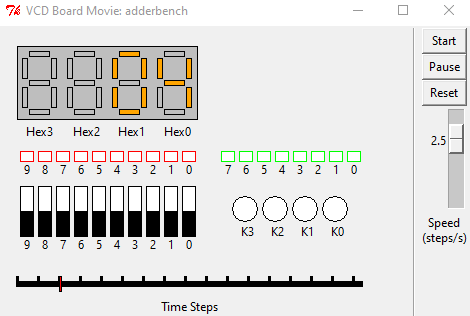 VCD Board Movie: adderbench
Start
Pause
Reset
Hex3 Hex2 Hex1 Hex0
9 8 7 6 5 4 3 2 1 0
7 6 5 4 3 2 1 0
2.5
K3 K2 K1 K0
9 8 7 6 5 4 3 2 1 0
Speed
(steps/s)
Time Steps